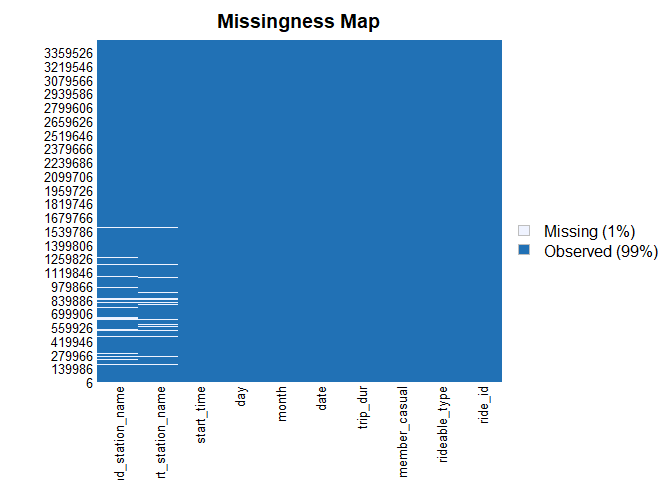 Missingness Map
3359526
3219546
3079566
2939586
2799606
2659626
2519646
2379666
2239686
2099706
1959726
1819746
1679766
1539786
1399806
1259826
1119846
979866
839886
699906
559926
419946
279966
139986
6
Missing (1%)
Observed (99%)
nd_station_name
rt_station_name
start_time
day
month
date
trip_dur
member_casual
rideable_type
ride_id